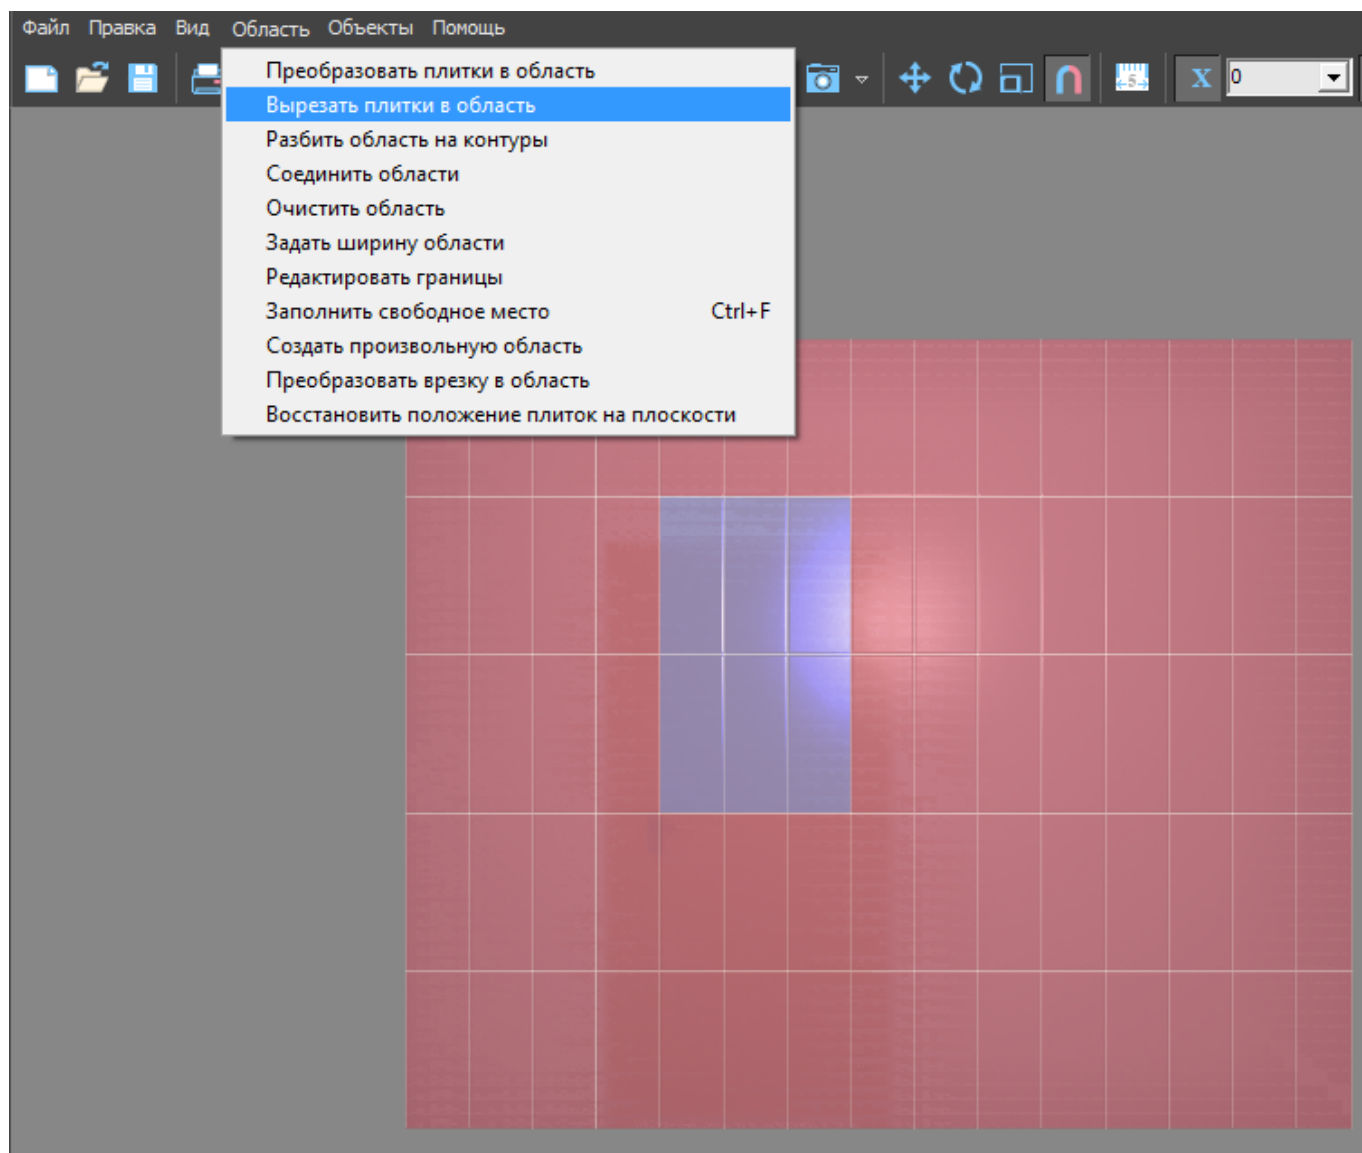 Файл Правка Вид Область Объекты Помощь
5 X 0
Преобразовать плитки в область
Вырезать плитки в область
Разбить область на контуры
Соединить области
Очистить область
Задать ширину области
Редактировать границы
Заполнить свободное место Ctrl+F
Создать произвольную область
Преобразовать врезку в область
Восстановить положение плиток на плоскости